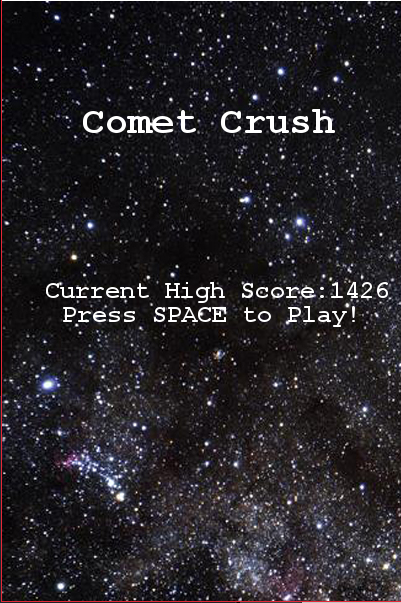 Comet Crush
Current High Score:1426
Press SPACE to Play!